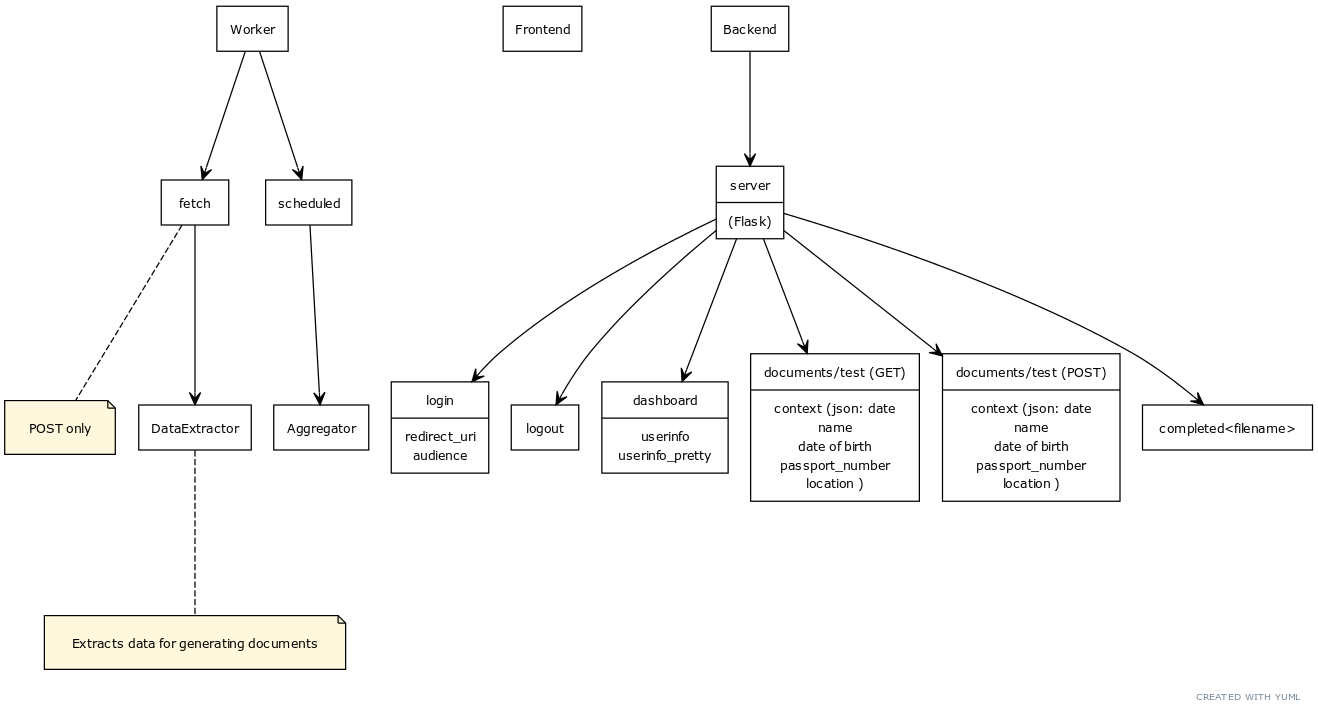 Worker
Frontend
Backend
fetch
scheduled
server
(Flask)
POST only
DataExtractor
Aggregator
login
redirect_uri
audience
logout
dashboard
userinfo
userinfo_pretty
documents/test (GET)
context (json: date
name
date of birth
passport_number
location )
documents/test (POST)
context (json: date
name
date of birth
passport_number
location )
completed<filename>
Extracts data for generating documents
CREATED WITH YUML